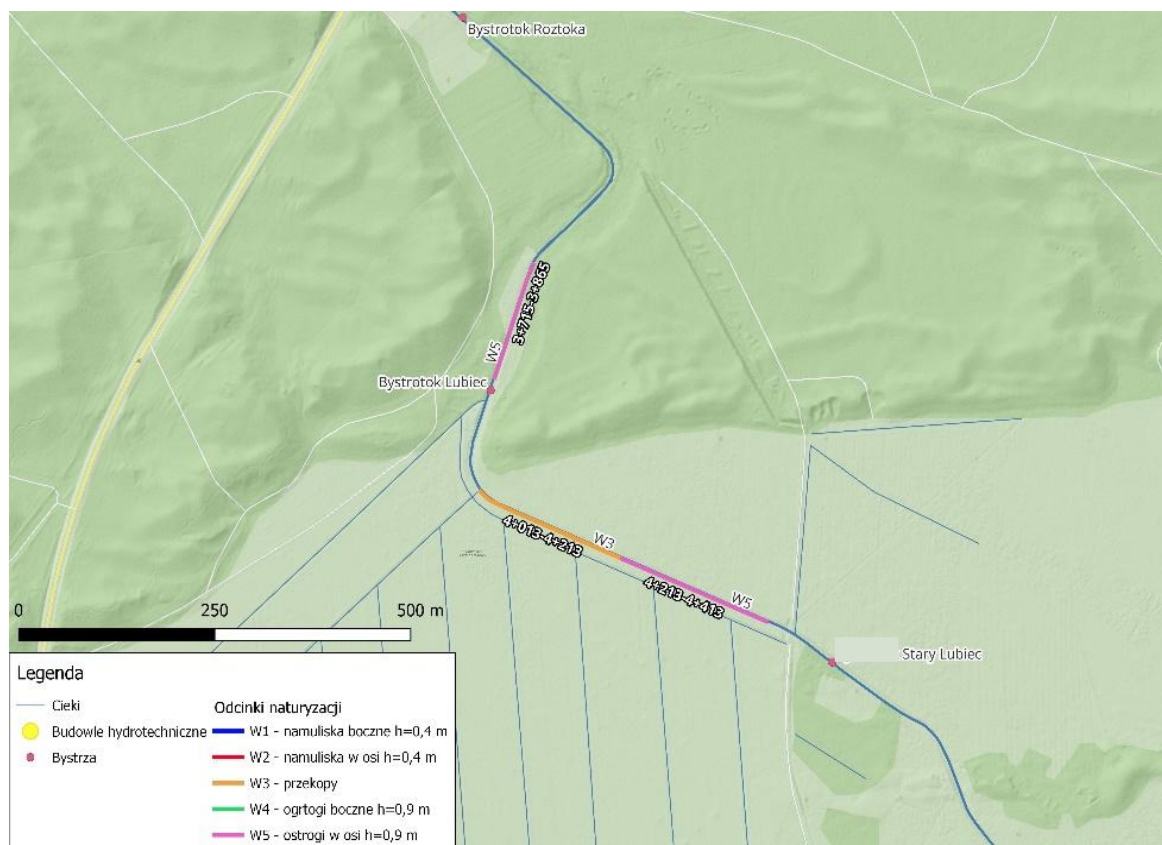 Bystrotok Roztoka
3+715-3+865
W5
Bystrotok Lubiec
W3
4+013-4+213
4+213-4+413
W5
0 250 500 m
Stary Lubiec
Legenda
Cieki
Budowle hydrotechniczne
Bystrza
Odcinki naturyzacji
W1 - namuliska boczne h=0,4 m
W2 - namuliska w osi h=0,4 m
W3 - przekopy
W4 - ogrtogi boczne h=0,9 m
W5 - ostrogi w osi h=0,9 m